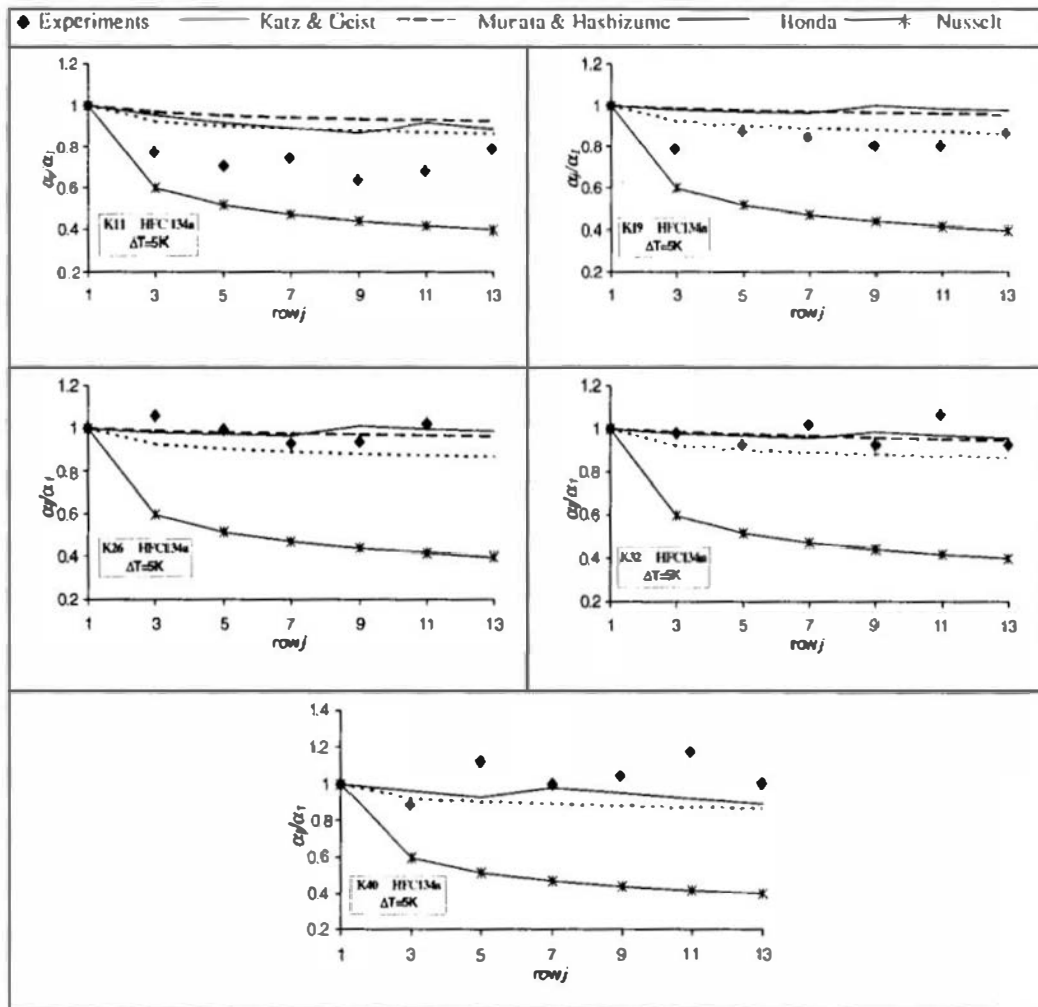 Experiments Katz & Geist Murata & Hashizume Honda Nusselt
1.2
1
0.8
0.6
0.4
0.2
αj/α1
K11 HFC134a
ΔT=5K
1 3 5 7 9 11 13
row j
1.2
1
0.8
0.6
0.4
0.2
αj/α1
K19 HFC134a
ΔT=5K
1 3 5 7 9 11 13
row j
1.2
1
0.8
0.6
0.4
0.2
αj/α1
K26 HFC134a
ΔT=5K
1 3 5 7 9 11 13
row j
1.2
1
0.8
0.6
0.4
0.2
αj/α1
K32 HFC134a
ΔT=5K
1 3 5 7 9 11 13
row j
1.4
1.2
1
0.8
0.6
0.4
0.2
αj/α1
K40 HFC134a
ΔT=5K
1 3 5 7 9 11 13
row j